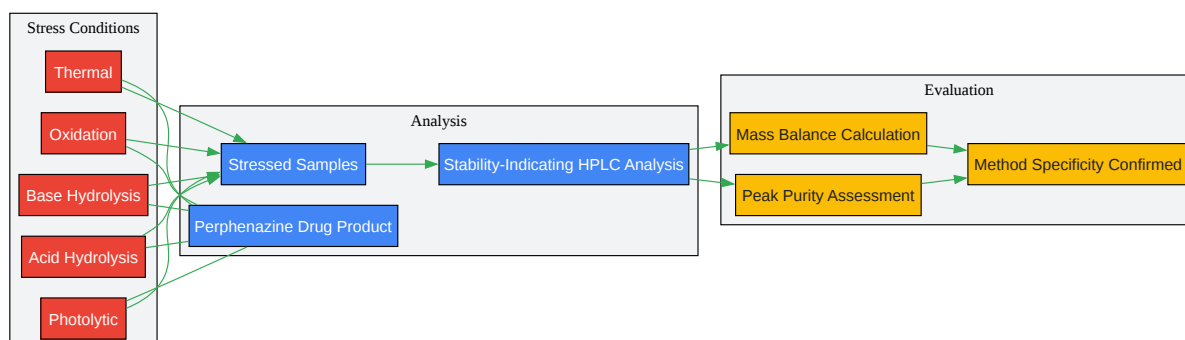 Stress Conditions
Thermal
Oxidation
Base Hydrolysis
Acid Hydrolysis
Photolytic
Analysis
Stressed Samples
Stability-Indicating HPLC Analysis
Perphenazine Drug Product
Evaluation
Mass Balance Calculation
Peak Purity Assessment
Method Specificity Confirmed